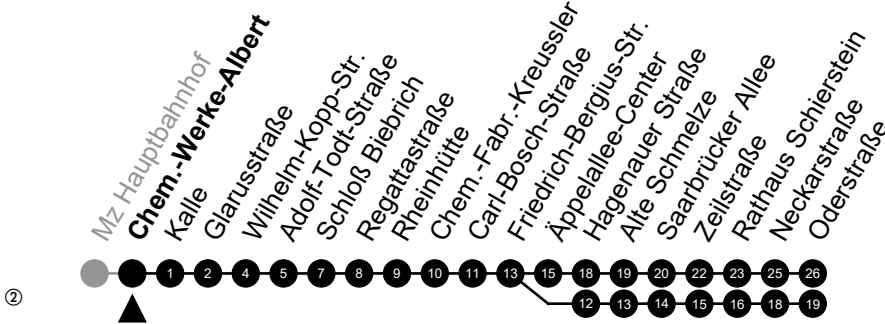 Mz Hauptbahnhof
Chem.-Werke-Albert
Kalle
Glarusstraße
Wilhelm-Kopp-Str.
Adolf-Todt-Straße
Schloß Biebrich
Regattastraße
Rheinhütte
Chem.-Fabr.-Kreussler
Carl-Bosch-Straße
Friedrich-Bergius-Str.
Äppelallee-Center
Hagenauer Straße
Alte Schmelze
Saarbrücker Allee
Zeilstraße
Rathaus Schierstein
Neckarstraße
Oderstraße
1 2 4 5 7 8 9 10 11 13 15 18 19 20 22 23 25 26
② 12 13 14 15 16 18 19